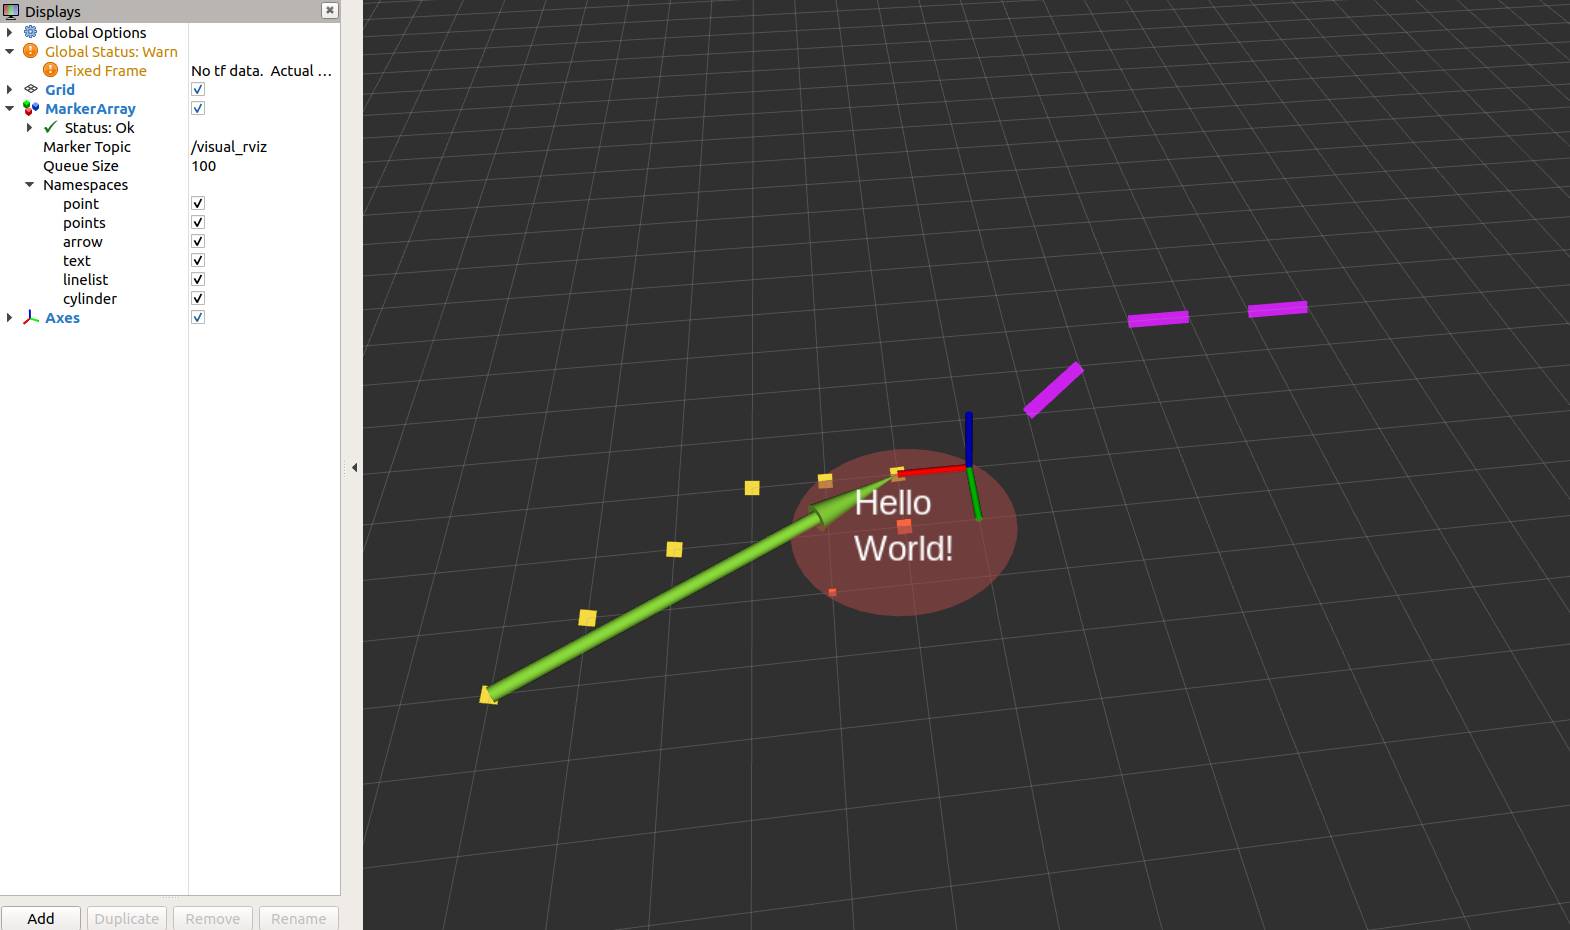 Displays
Global Options
Global Status: Warn
Fixed Frame No tf data.  Actual …
Grid
MarkerArray
Status: Ok
Marker Topic /visual_rviz
Queue Size 100
Namespaces
point
points
arrow
text
linelist
cylinder
Axes
Add Duplicate Remove Rename
Hello
World!